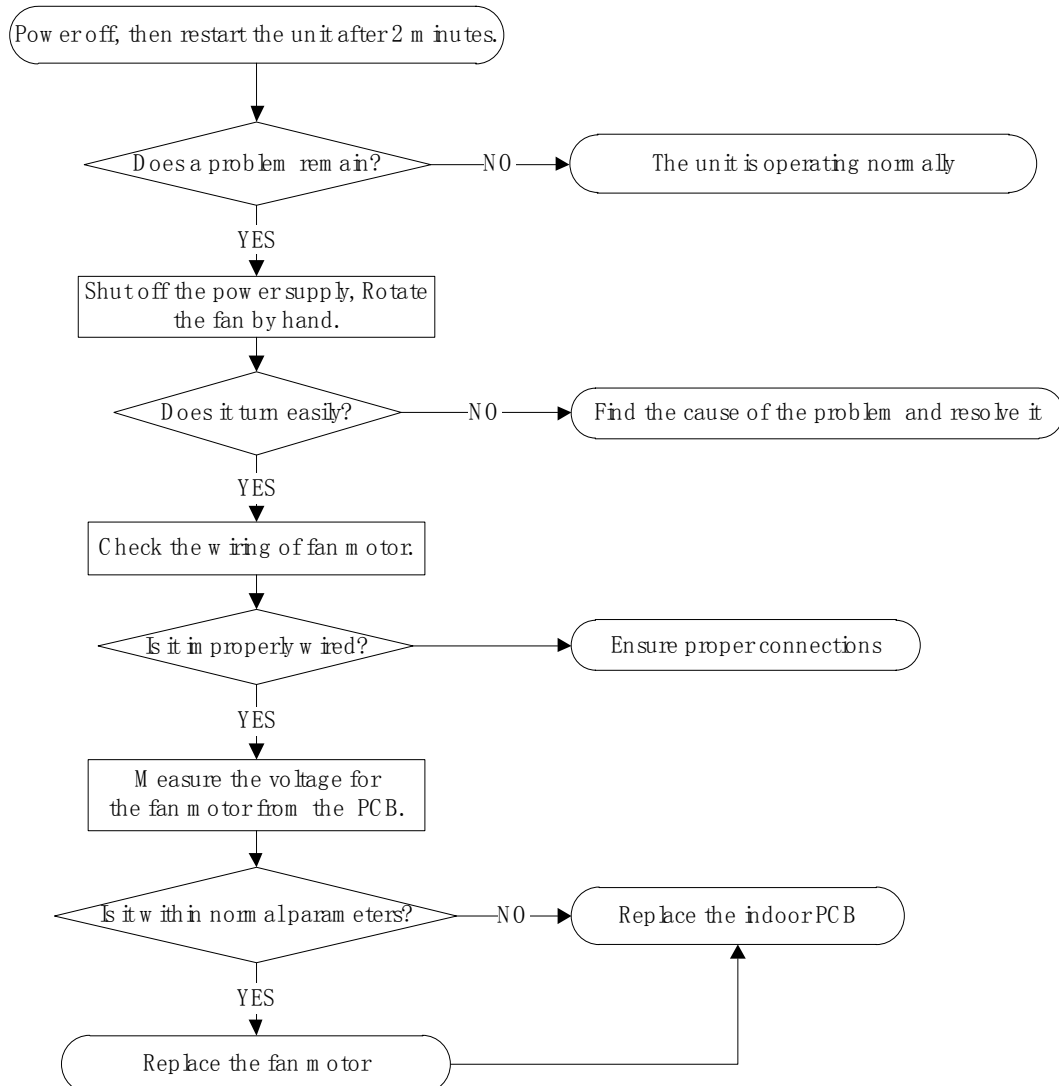 Power off, then restart the unit after 2 minutes.
Does a problem remain?
NO
The unit is operating normally
YES
Shut off the power supply, Rotate
the fan by hand.
Does it turn easily?
NO
Find the cause of the problem and resolve it
YES
Check the wiring of fan motor.
Is it improperly wired?
Ensure proper connections
YES
Measure the voltage for
the fan motor from the PCB.
Is it within normal parameters?
NO
Replace the indoor PCB
YES
Replace the fan motor